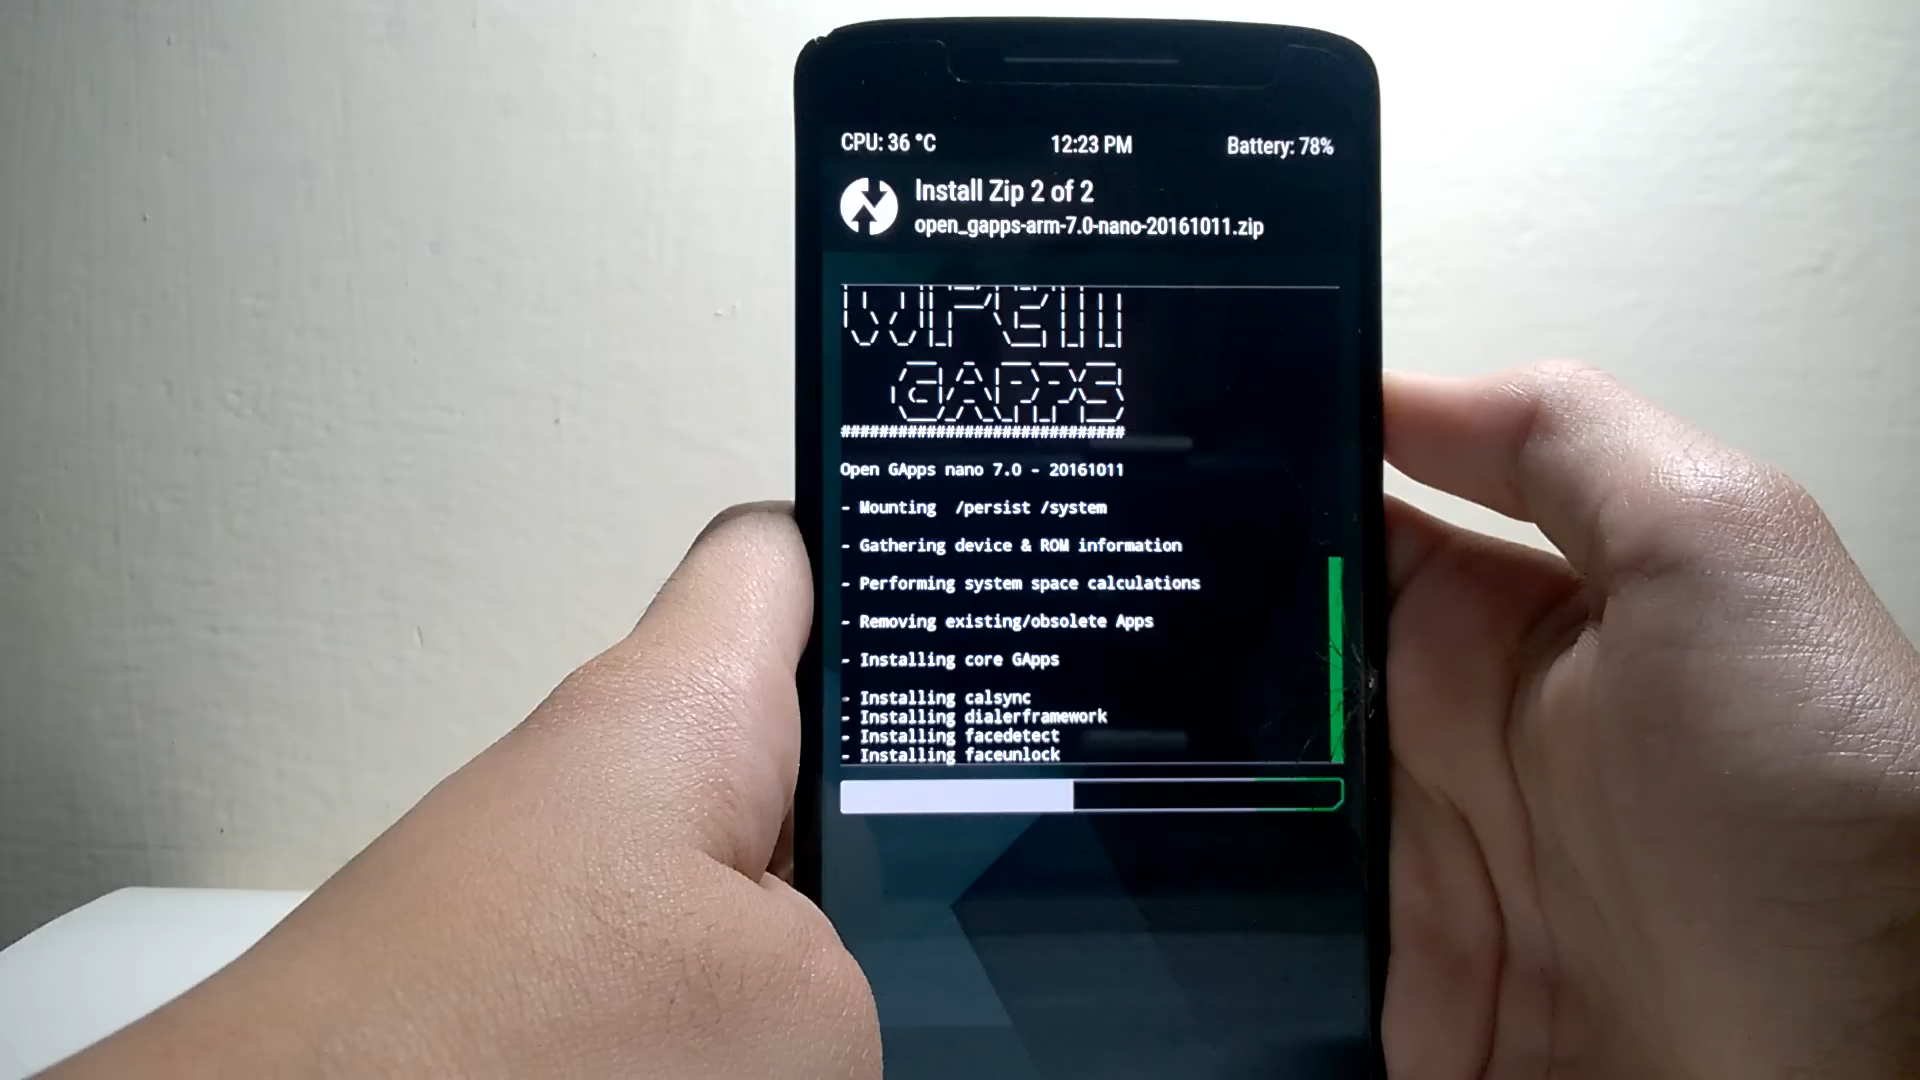 CPU: 36 °C 12:23 PM Battery: 78%
Install Zip 2 of 2
open_gapps-arm-7.0-nano-20161011.zip
GAPPS
##############################
Open GApps nano 7.0 - 20161011
- Mounting  /persist /system
- Gathering device & ROM information
- Performing system space calculations
- Removing existing/obsolete Apps
- Installing core GApps
- Installing calsync
- Installing dialerframework
- Installing facedetect
- Installing faceunlock